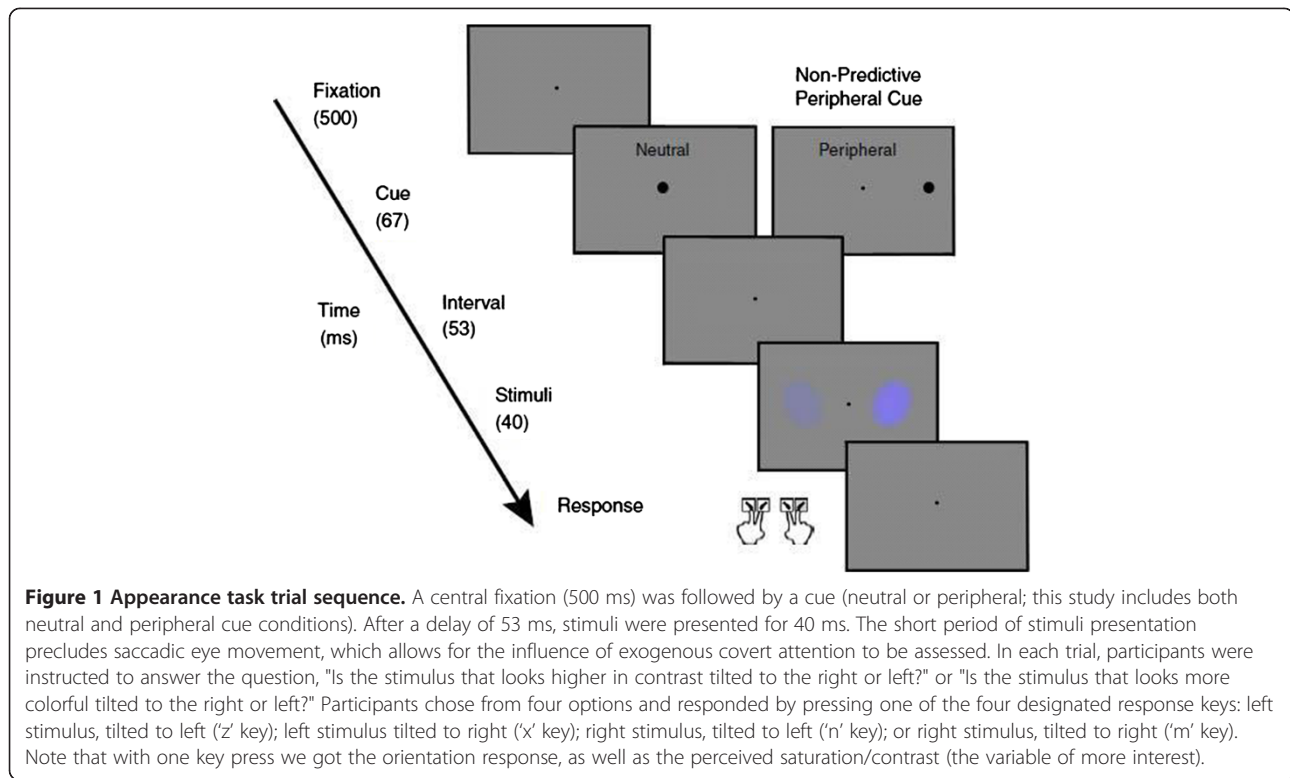 Non-Predictive
Peripheral Cue
Fixation
(500)
Neutral
Peripheral
Cue
(67)
Time
(ms)
Interval
(53)
Stimuli
(40)
Response
Figure 1 Appearance task trial sequence. A central fixation (500 ms) was followed by a cue (neutral or peripheral; this study includes both
neutral and peripheral cue conditions). After a delay of 53 ms, stimuli were presented for 40 ms. The short period of stimuli presentation
precludes saccadic eye movement, which allows for the influence of exogenous covert attention to be assessed. In each trial, participants were
instructed to answer the question, "Is the stimulus that looks higher in contrast tilted to the right or left?" or "Is the stimulus that looks more
colorful tilted to the right or left?" Participants chose from four options and responded by pressing one of the four designated response keys: left
stimulus, tilted to left (‘z’ key); left stimulus tilted to right (‘x’ key); right stimulus, tilted to left (‘n’ key); or right stimulus, tilted to right (‘m’ key).
Note that with one key press we got the orientation response, as well as the perceived saturation/contrast (the variable of more interest).